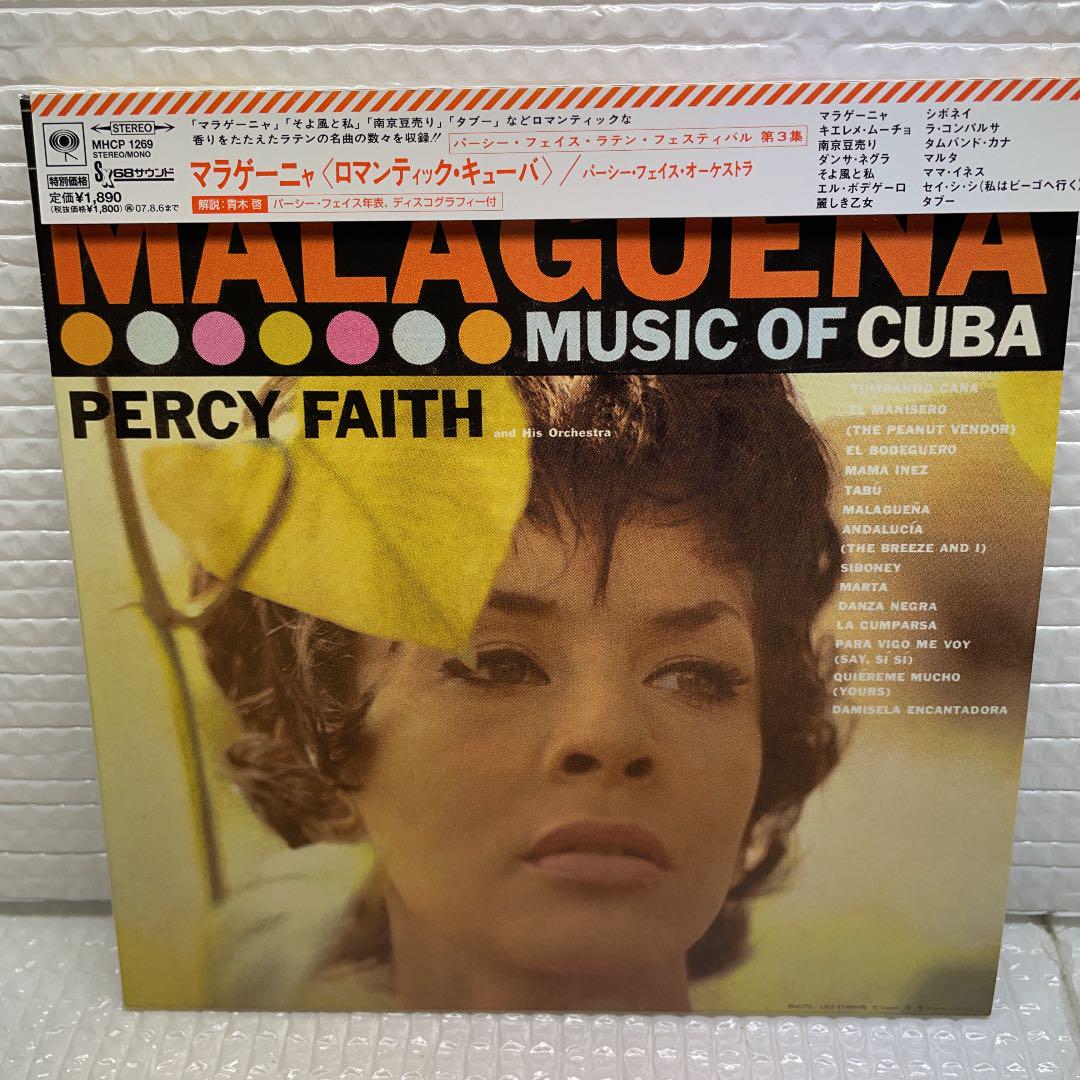 STEREO
MHCP 1269
STEREO/MONO
Sx68サウンド
特別価格
定価¥1,890
(税抜価格¥1,800) 07.8.6まで
「マラゲーニャ」「そよ風と私」「南京豆売り」「タブー」などロマンティックな
香りをたたえたラテンの名曲の数々を収録!!
パーシー・フェイス・ラテン・フェスティバル 第3集
マラゲーニャ〈ロマンティック・キューバ〉/パーシー・フェイス・オーケストラ
解説:青木 啓
パーシー・フェイス年表、ディスコグラフィー付
マラゲーニャ
キエレメ・ムーチョ
南京豆売り
ダンサ・ネグラ
そよ風と私
エル・ボデゲーロ
麗しき乙女
シボネイ
ラ・コンパルサ
タムバンド・カナ
マルタ
ママ・イネス
セイ・シ・シ(私はビーゴへ行く)
タブー
MALAGUEÑA
MUSIC OF CUBA
PERCY FAITH
and His Orchestra
TUMBANDO CANA
EL MANISERO
(THE PEANUT VENDOR)
EL BODEGUERO
MAMA INEZ
TABÚ
MALAGUEÑA
ANDALUCÍA
(THE BREEZE AND I)
SIBONEY
MARTA
DANZA NEGRA
LA CUMPARSA
PARA VIGO ME VOY
(SAY, SÍ SÍ)
QUIÉREME MUCHO
(YOURS)
DAMISELA ENCANTADORA